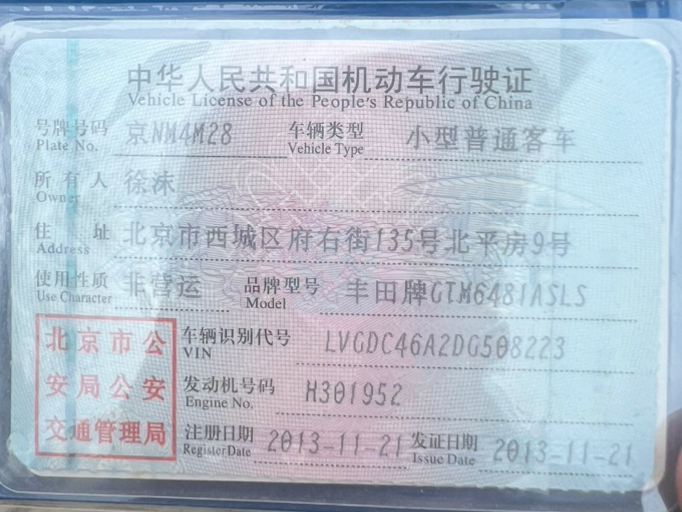 中华人民共和国机动车行驶证
Vehicle License of the People's Republic of China
号牌号码 京NM4M28 车辆类型 小型普通客车
Plate No. Vehicle Type
所有人 徐沫
Owner
住址 北京市西城区府右街135号北平房9号
Address
使用性质 非营运 品牌型号 丰田牌GTM6481ASLS
Use Character Model
北京市公 车辆识别代号 LVGDC46A2DG508223
VIN
安局公安 发动机号码 H301952
Engine No.
交通管理局 注册日期 2013-11-21 发证日期 2013-11-21
Register Date Issue Date